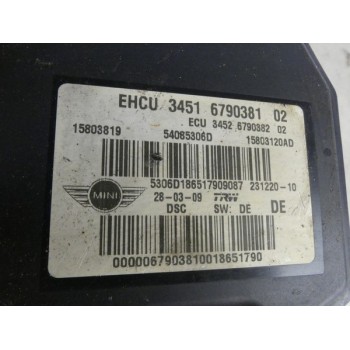 EHCU 3451 6790381 02
ECU 3452 6790382 02
15803819 54085306D 15803120AD
5306D186517909087 231220-10
MINI 28-03-09 TRW
DSC SW: DE DE
0000067903810018651790